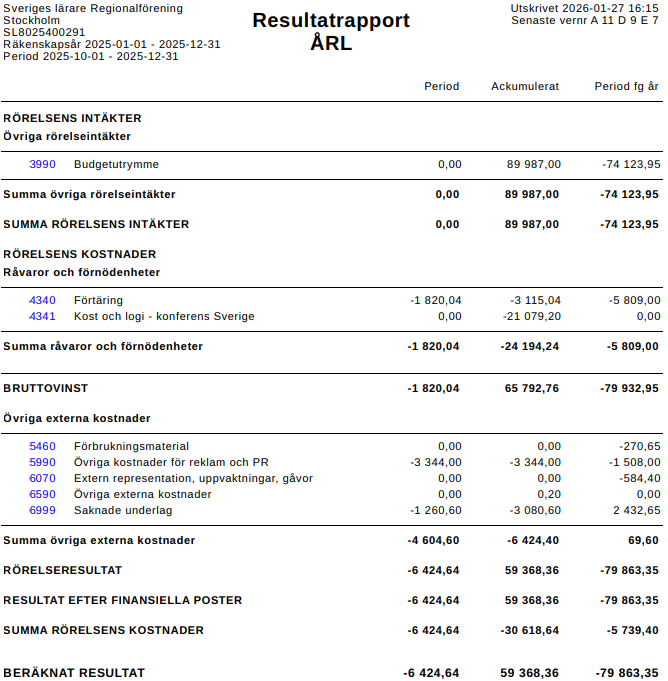 Sveriges lärare Regionalförening
Stockholm
SL8025400291
Räkenskapsår 2025-01-01 - 2025-12-31
Period 2025-10-01 - 2025-12-31
Resultatrapport
ÅRL
Utskrivet 2026-01-27 16:15
Senaste vernr A 11 D 9 E 7
Period Ackumulerat Period fg år
RÖRELSENS INTÄKTER
Övriga rörelseintäkter
3990 Budgetutrymme 0,00 89 987,00 -74 123,95
Summa övriga rörelseintäkter 0,00 89 987,00 -74 123,95
SUMMA RÖRELSENS INTÄKTER 0,00 89 987,00 -74 123,95
RÖRELSENS KOSTNADER
Råvaror och förnödenheter
4340 Förtäring -1 820,04 -3 115,04 -5 809,00
4341 Kost och logi - konferens Sverige 0,00 -21 079,20 0,00
Summa råvaror och förnödenheter -1 820,04 -24 194,24 -5 809,00
BRUTTOVINST -1 820,04 65 792,76 -79 932,95
Övriga externa kostnader
5460 Förbrukningsmaterial 0,00 0,00 -270,65
5990 Övriga kostnader för reklam och PR -3 344,00 -3 344,00 -1 508,00
6070 Extern representation, uppvaktningar, gåvor 0,00 0,00 -584,40
6590 Övriga externa kostnader 0,00 0,20 0,00
6999 Saknade underlag -1 260,60 -3 080,60 2 432,65
Summa övriga externa kostnader -4 604,60 -6 424,40 69,60
RÖRELSERESULTAT -6 424,64 59 368,36 -79 863,35
RESULTAT EFTER FINANSIELLA POSTER -6 424,64 59 368,36 -79 863,35
SUMMA RÖRELSENS KOSTNADER -6 424,64 -30 618,64 -5 739,40
BERÄKNAT RESULTAT -6 424,64 59 368,36 -79 863,35